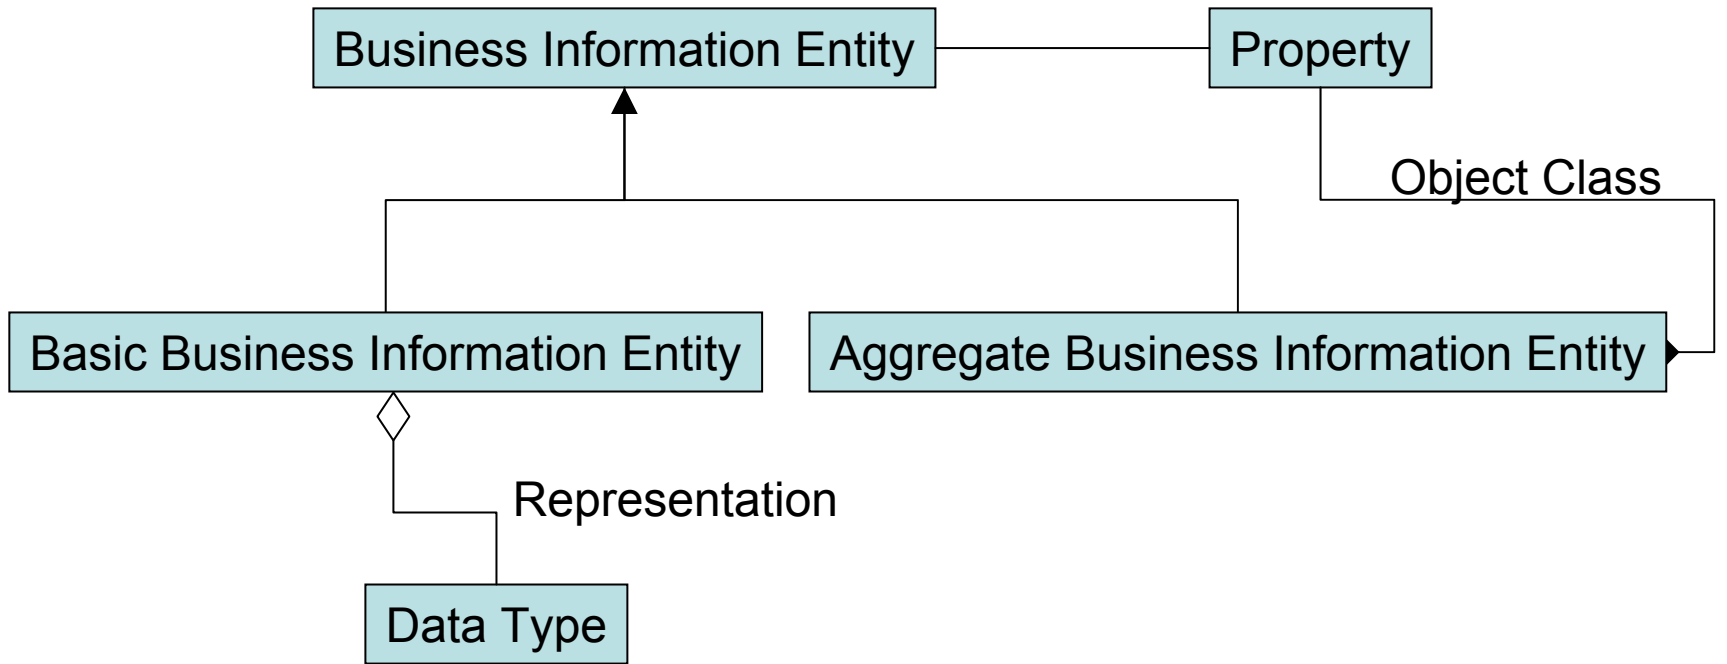 Business Information Entity
Property
Object Class
Basic Business Information Entity
Aggregate Business Information Entity
Representation
Data Type